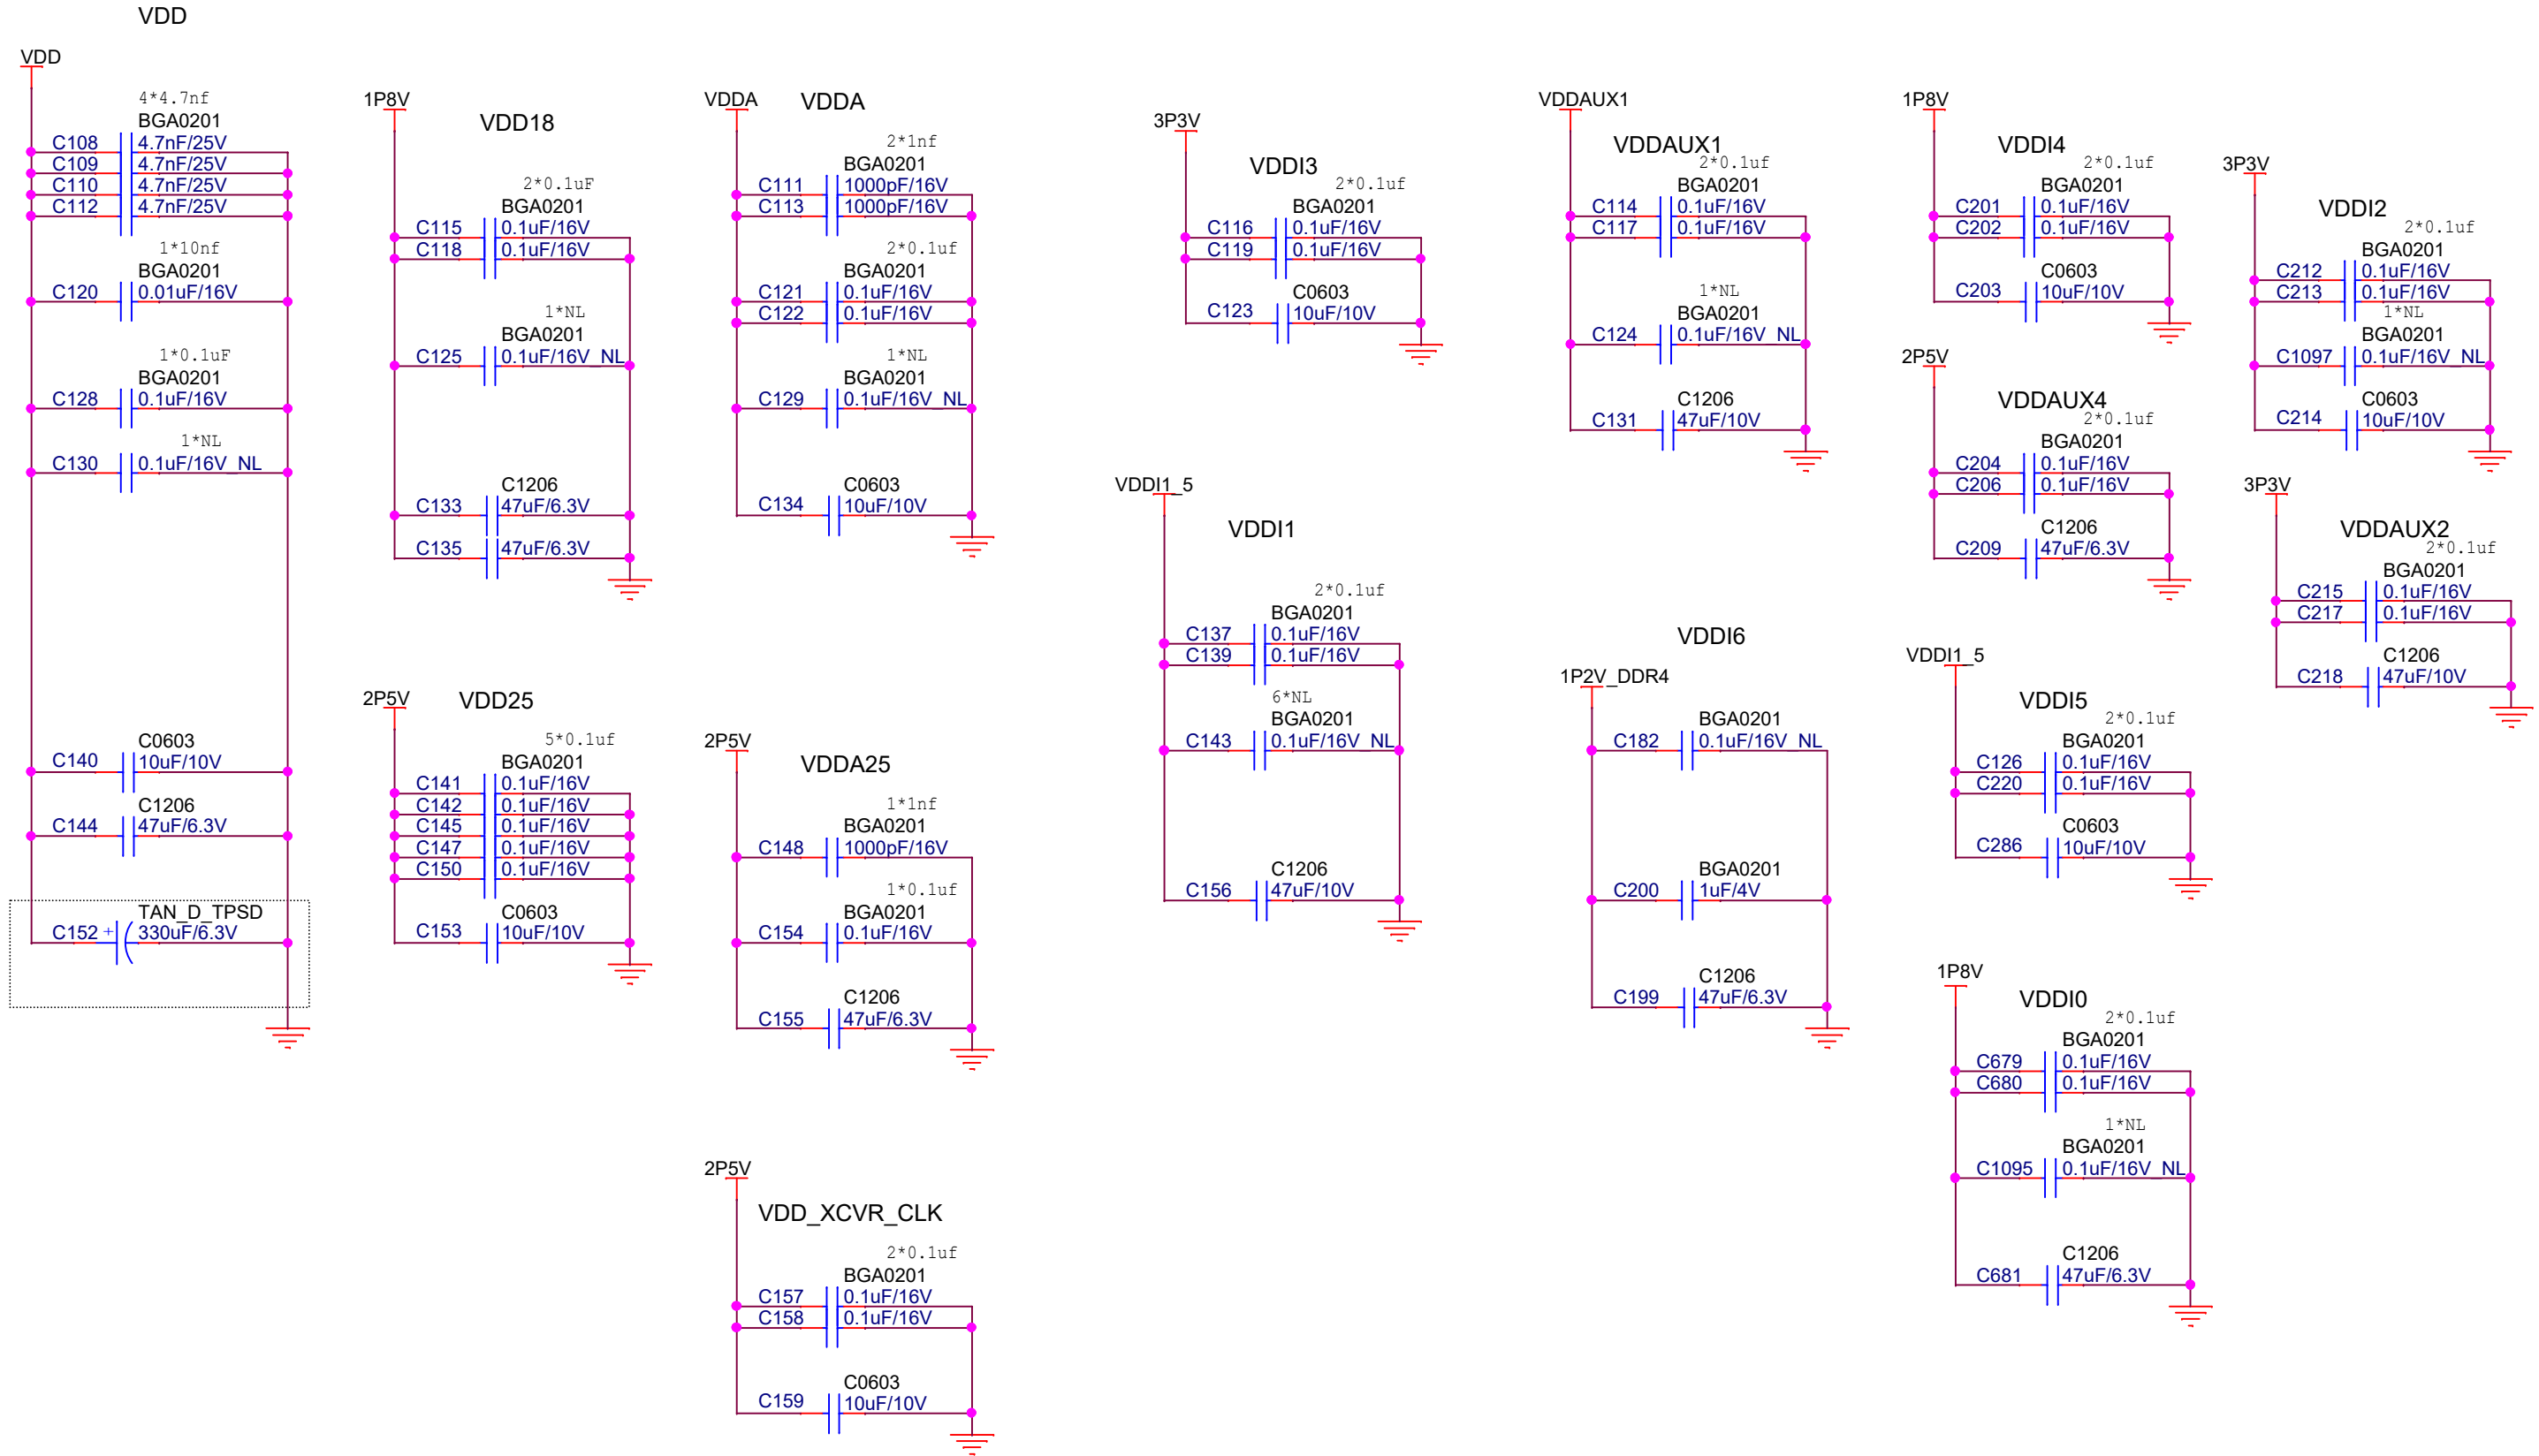 VDD
VDD
4*4.7nf
BGA0201
C108 4.7nF/25V
C109 4.7nF/25V
C110 4.7nF/25V
C112 4.7nF/25V
1*10nf
BGA0201
C120 0.01uF/16V
1*0.1uF
BGA0201
C128 0.1uF/16V
1*NL
C130 0.1uF/16V_NL
C0603
C140 10uF/10V
C1206
C144 47uF/6.3V
TAN_D_TPSD
C152 + 330uF/6.3V
1P8V
VDD18
2*0.1uF
BGA0201
C115 0.1uF/16V
C118 0.1uF/16V
1*NL
BGA0201
C125 0.1uF/16V_NL
C1206
C133 47uF/6.3V
C135 47uF/6.3V
2P5V
VDD25
5*0.1uf
BGA0201
C141 0.1uF/16V
C142 0.1uF/16V
C145 0.1uF/16V
C147 0.1uF/16V
C150 0.1uF/16V
C0603
C153 10uF/10V
VDDA
VDDA
2*1nf
BGA0201
C111 1000pF/16V
C113 1000pF/16V
2*0.1uf
BGA0201
C121 0.1uF/16V
C122 0.1uF/16V
1*NL
BGA0201
C129 0.1uF/16V_NL
C0603
C134 10uF/10V
2P5V
VDDA25
1*1nf
BGA0201
C148 1000pF/16V
1*0.1uf
BGA0201
C154 0.1uF/16V
C1206
C155 47uF/6.3V
2P5V
VDD_XCVR_CLK
2*0.1uf
BGA0201
C157 0.1uF/16V
C158 0.1uF/16V
C0603
C159 10uF/10V
3P3V
VDDI3
2*0.1uf
BGA0201
C116 0.1uF/16V
C119 0.1uF/16V
C0603
C123 10uF/10V
VDDI1_5
VDDI1
2*0.1uf
BGA0201
C137 0.1uF/16V
C139 0.1uF/16V
6*NL
BGA0201
C143 0.1uF/16V_NL
C1206
C156 47uF/10V
VDDAUX1
VDDAUX1
2*0.1uf
BGA0201
C114 0.1uF/16V
C117 0.1uF/16V
1*NL
BGA0201
C124 0.1uF/16V_NL
C1206
C131 47uF/10V
VDDI6
1P2V_DDR4
BGA0201
C182 0.1uF/16V_NL
BGA0201
C200 1uF/4V
C1206
C199 47uF/6.3V
1P8V
VDDI4
2*0.1uf
BGA0201
C201 0.1uF/16V
C202 0.1uF/16V
C0603
C203 10uF/10V
2P5V
VDDAUX4
2*0.1uf
BGA0201
C204 0.1uF/16V
C206 0.1uF/16V
C1206
C209 47uF/6.3V
VDDI1_5
VDDI5
2*0.1uf
BGA0201
C126 0.1uF/16V
C220 0.1uF/16V
C0603
C286 10uF/10V
1P8V
VDDI0
2*0.1uf
BGA0201
C679 0.1uF/16V
C680 0.1uF/16V
1*NL
BGA0201
C1095 0.1uF/16V_NL
C1206
C681 47uF/6.3V
3P3V
VDDI2
2*0.1uf
BGA0201
C212 0.1uF/16V
C213 0.1uF/16V
1*NL
BGA0201
C1097 0.1uF/16V_NL
C0603
C214 10uF/10V
3P3V
VDDAUX2
2*0.1uf
BGA0201
C215 0.1uF/16V
C217 0.1uF/16V
C1206
C218 47uF/10V